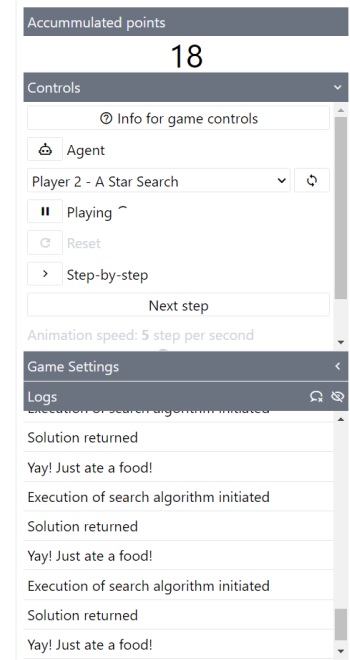 Accummulated points
18
Controls
Info for game controls
Agent
Player 2 - A Star Search
Playing
Reset
Step-by-step
Next step
Animation speed: 5 step per second
Game Settings
Logs
Execution of search algorithm initiated
Solution returned
Yay! Just ate a food!
Execution of search algorithm initiated
Solution returned
Yay! Just ate a food!
Execution of search algorithm initiated
Solution returned
Yay! Just ate a food!